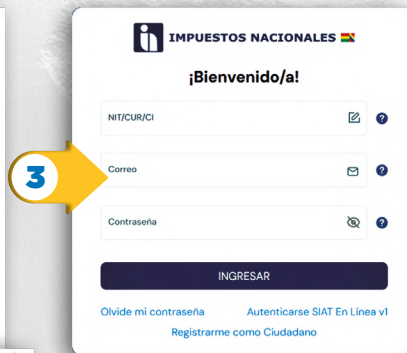 IMPUESTOS NACIONALES
¡Bienvenido/a!
NIT/CUR/CI
3
Correo
Contraseña
INGRESAR
Olvide mi contraseña Autenticarse SIAT En Línea v1
Registrarme como Ciudadano